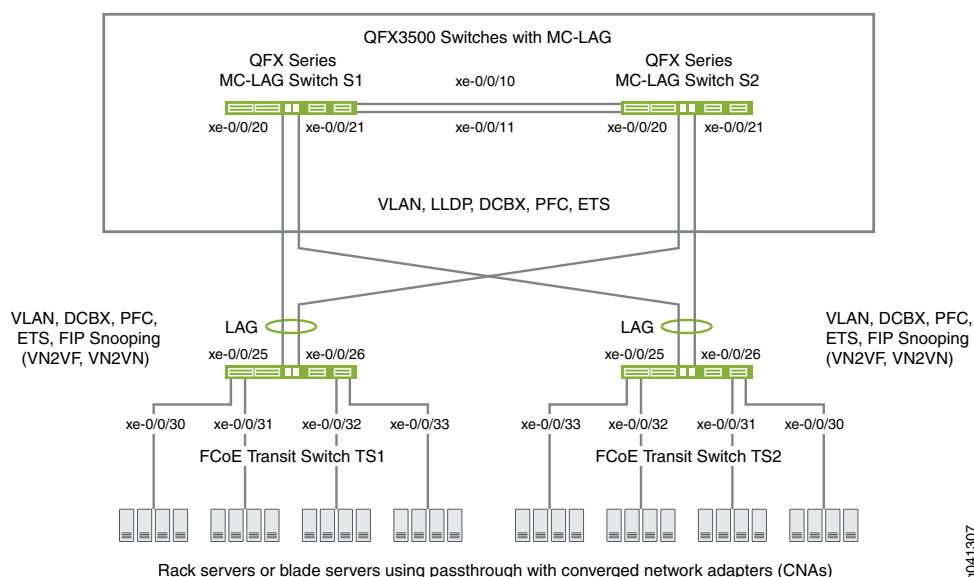 QFX3500 Switches with MC-LAG
QFX Series
MC-LAG Switch S1
xe-0/0/10
QFX Series
MC-LAG Switch S2
xe-0/0/20
xe-0/0/21
xe-0/0/11
xe-0/0/20
xe-0/0/21
VLAN, LLDP, DCBX, PFC, ETS
VLAN, DCBX, PFC,
ETS, FIP Snooping
(VN2VF, VN2VN)
LAG
LAG
VLAN, DCBX, PFC,
ETS, FIP Snooping
(VN2VF, VN2VN)
xe-0/0/25
xe-0/0/26
xe-0/0/25
xe-0/0/26
xe-0/0/30
xe-0/0/31
xe-0/0/32
xe-0/0/33
xe-0/0/33
xe-0/0/32
xe-0/0/31
xe-0/0/30
FCoE Transit Switch TS1
FCoE Transit Switch TS2
Rack servers or blade servers using passthrough with converged network adapters (CNAs)